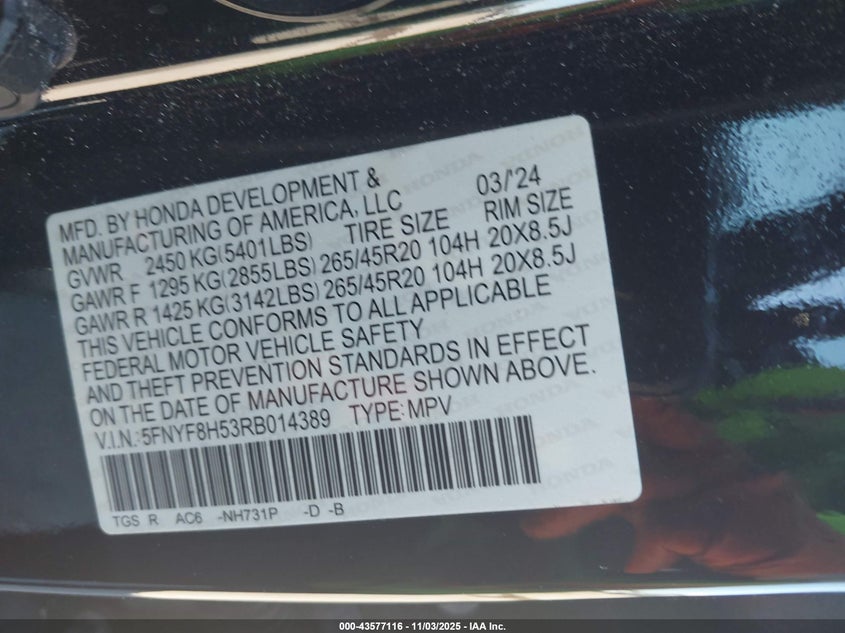 MFD. BY HONDA DEVELOPMENT &
MANUFACTURING OF AMERICA, LLC 03/'24
GVWR 2450 KG(5401LBS) TIRE SIZE RIM SIZE
GAWR F 1295 KG(2855LBS) 265/45R20 104H 20X8.5J
GAWR R 1425 KG(3142LBS) 265/45R20 104H 20X8.5J
THIS VEHICLE CONFORMS TO ALL APPLICABLE
FEDERAL MOTOR VEHICLE SAFETY
AND THEFT PREVENTION STANDARDS IN EFFECT
ON THE DATE OF MANUFACTURE SHOWN ABOVE.
V.I.N.:5FNYF8H53RB014389 TYPE:MPV
TGS R AC6 -NH731P -D -B
000-43577116 - 11/03/2025 - IAA Inc.